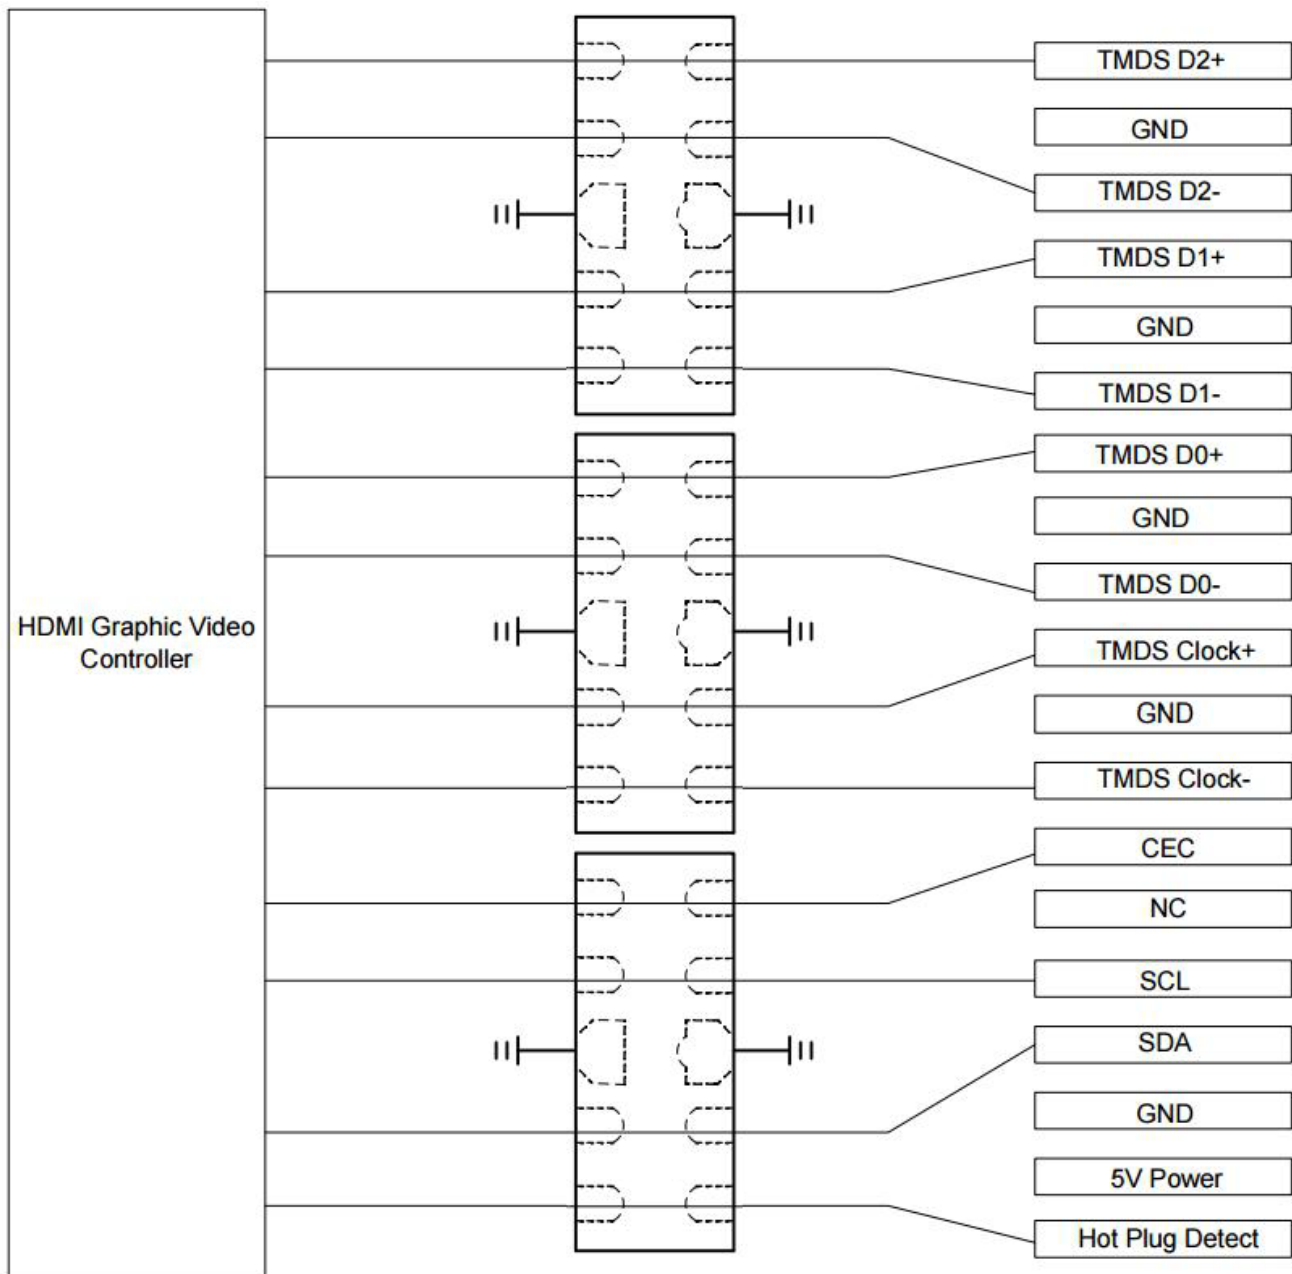 TMDS D2+
GND
TMDS D2-
TMDS D1+
GND
TMDS D1-
TMDS D0+
GND
TMDS D0-
HDMI Graphic Video
Controller
TMDS Clock+
GND
TMDS Clock-
CEC
NC
SCL
SDA
GND
5V Power
Hot Plug Detect